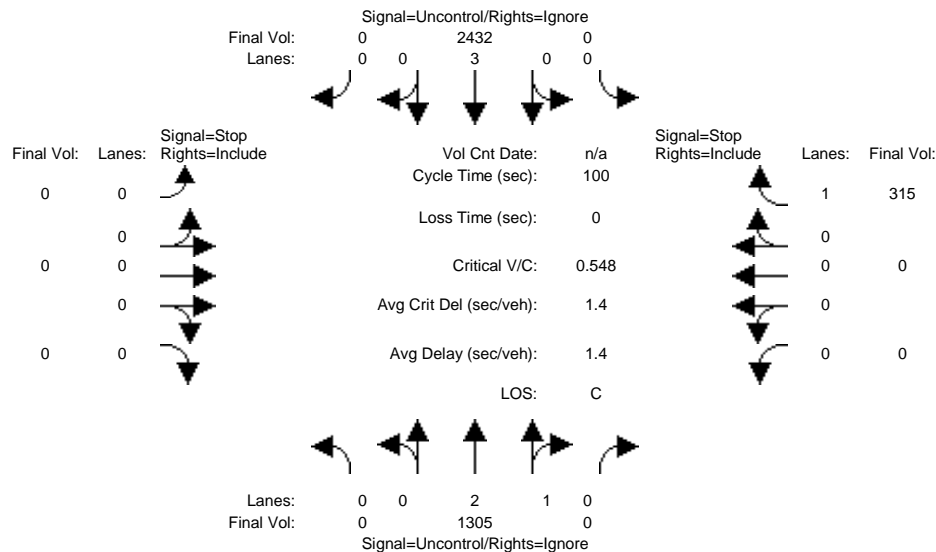 Signal=Uncontrol/Rights=Ignore
Final Vol: 0 2432 0
Lanes: 0 0 3 0 0
Signal=Stop Signal=Stop
Final Vol: Lanes: Rights=Include Vol Cnt Date: n/a Rights=Include Lanes: Final Vol:
Cycle Time (sec): 100
0 0 1 315
Loss Time (sec): 0
0 0
0 0 Critical V/C: 0.548 0 0
0 Avg Crit Del (sec/veh): 1.4 0
0 0 Avg Delay (sec/veh): 1.4 0 0
LOS: C
Lanes: 0 0 2 1 0
Final Vol: 0 1305 0
Signal=Uncontrol/Rights=Ignore